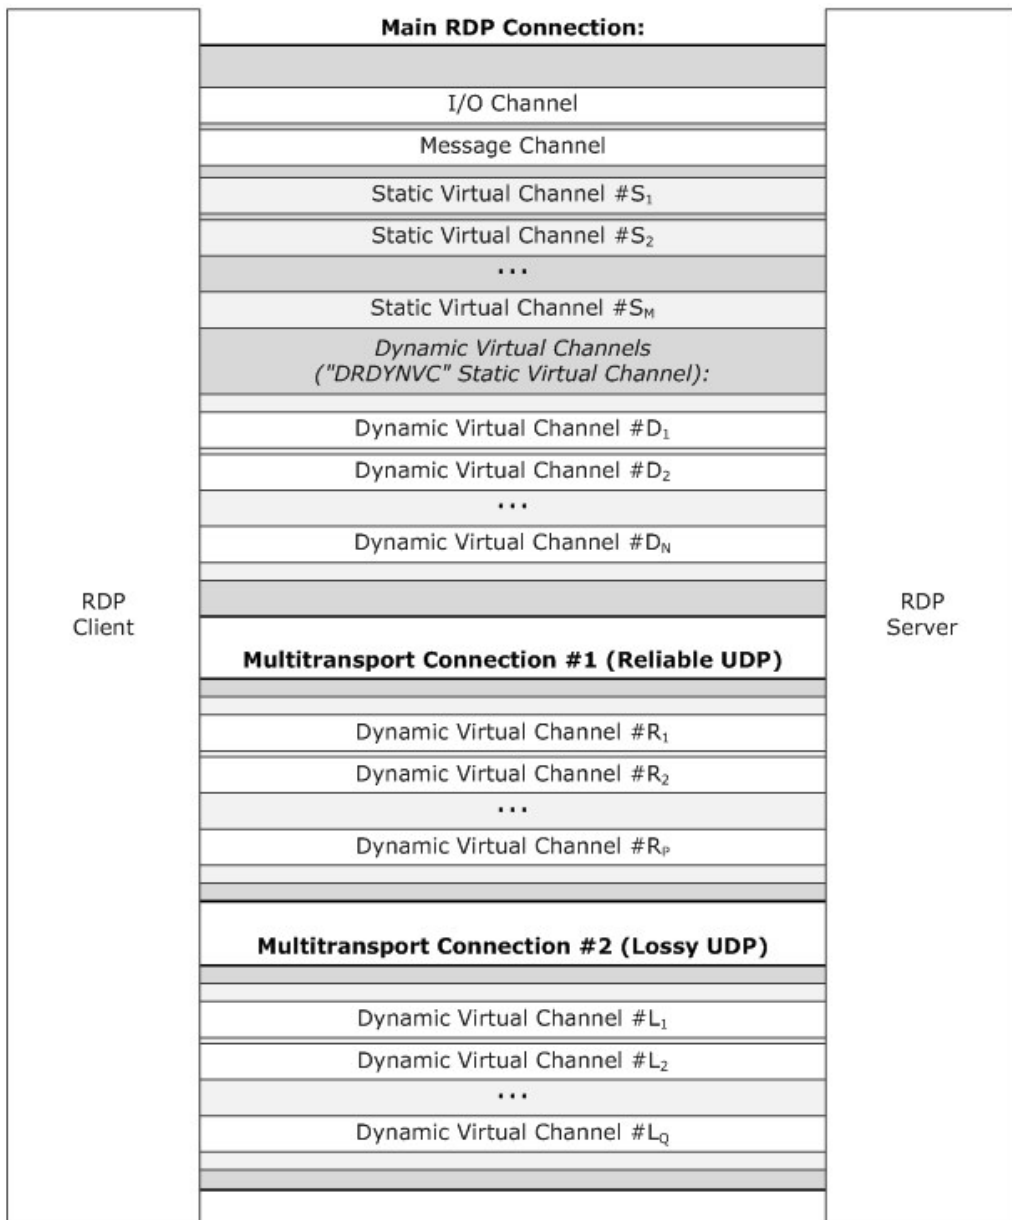 Main RDP Connection:
I/O Channel
Message Channel
Static Virtual Channel #S₁
Static Virtual Channel #S₂
...
Static Virtual Channel #Sₘ
Dynamic Virtual Channels
("DRDYNVC" Static Virtual Channel):
Dynamic Virtual Channel #D₁
Dynamic Virtual Channel #D₂
...
Dynamic Virtual Channel #Dɴ
RDP
Client
RDP
Server
Multitransport Connection #1 (Reliable UDP)
Dynamic Virtual Channel #R₁
Dynamic Virtual Channel #R₂
...
Dynamic Virtual Channel #Rₚ
Multitransport Connection #2 (Lossy UDP)
Dynamic Virtual Channel #L₁
Dynamic Virtual Channel #L₂
...
Dynamic Virtual Channel #LQ